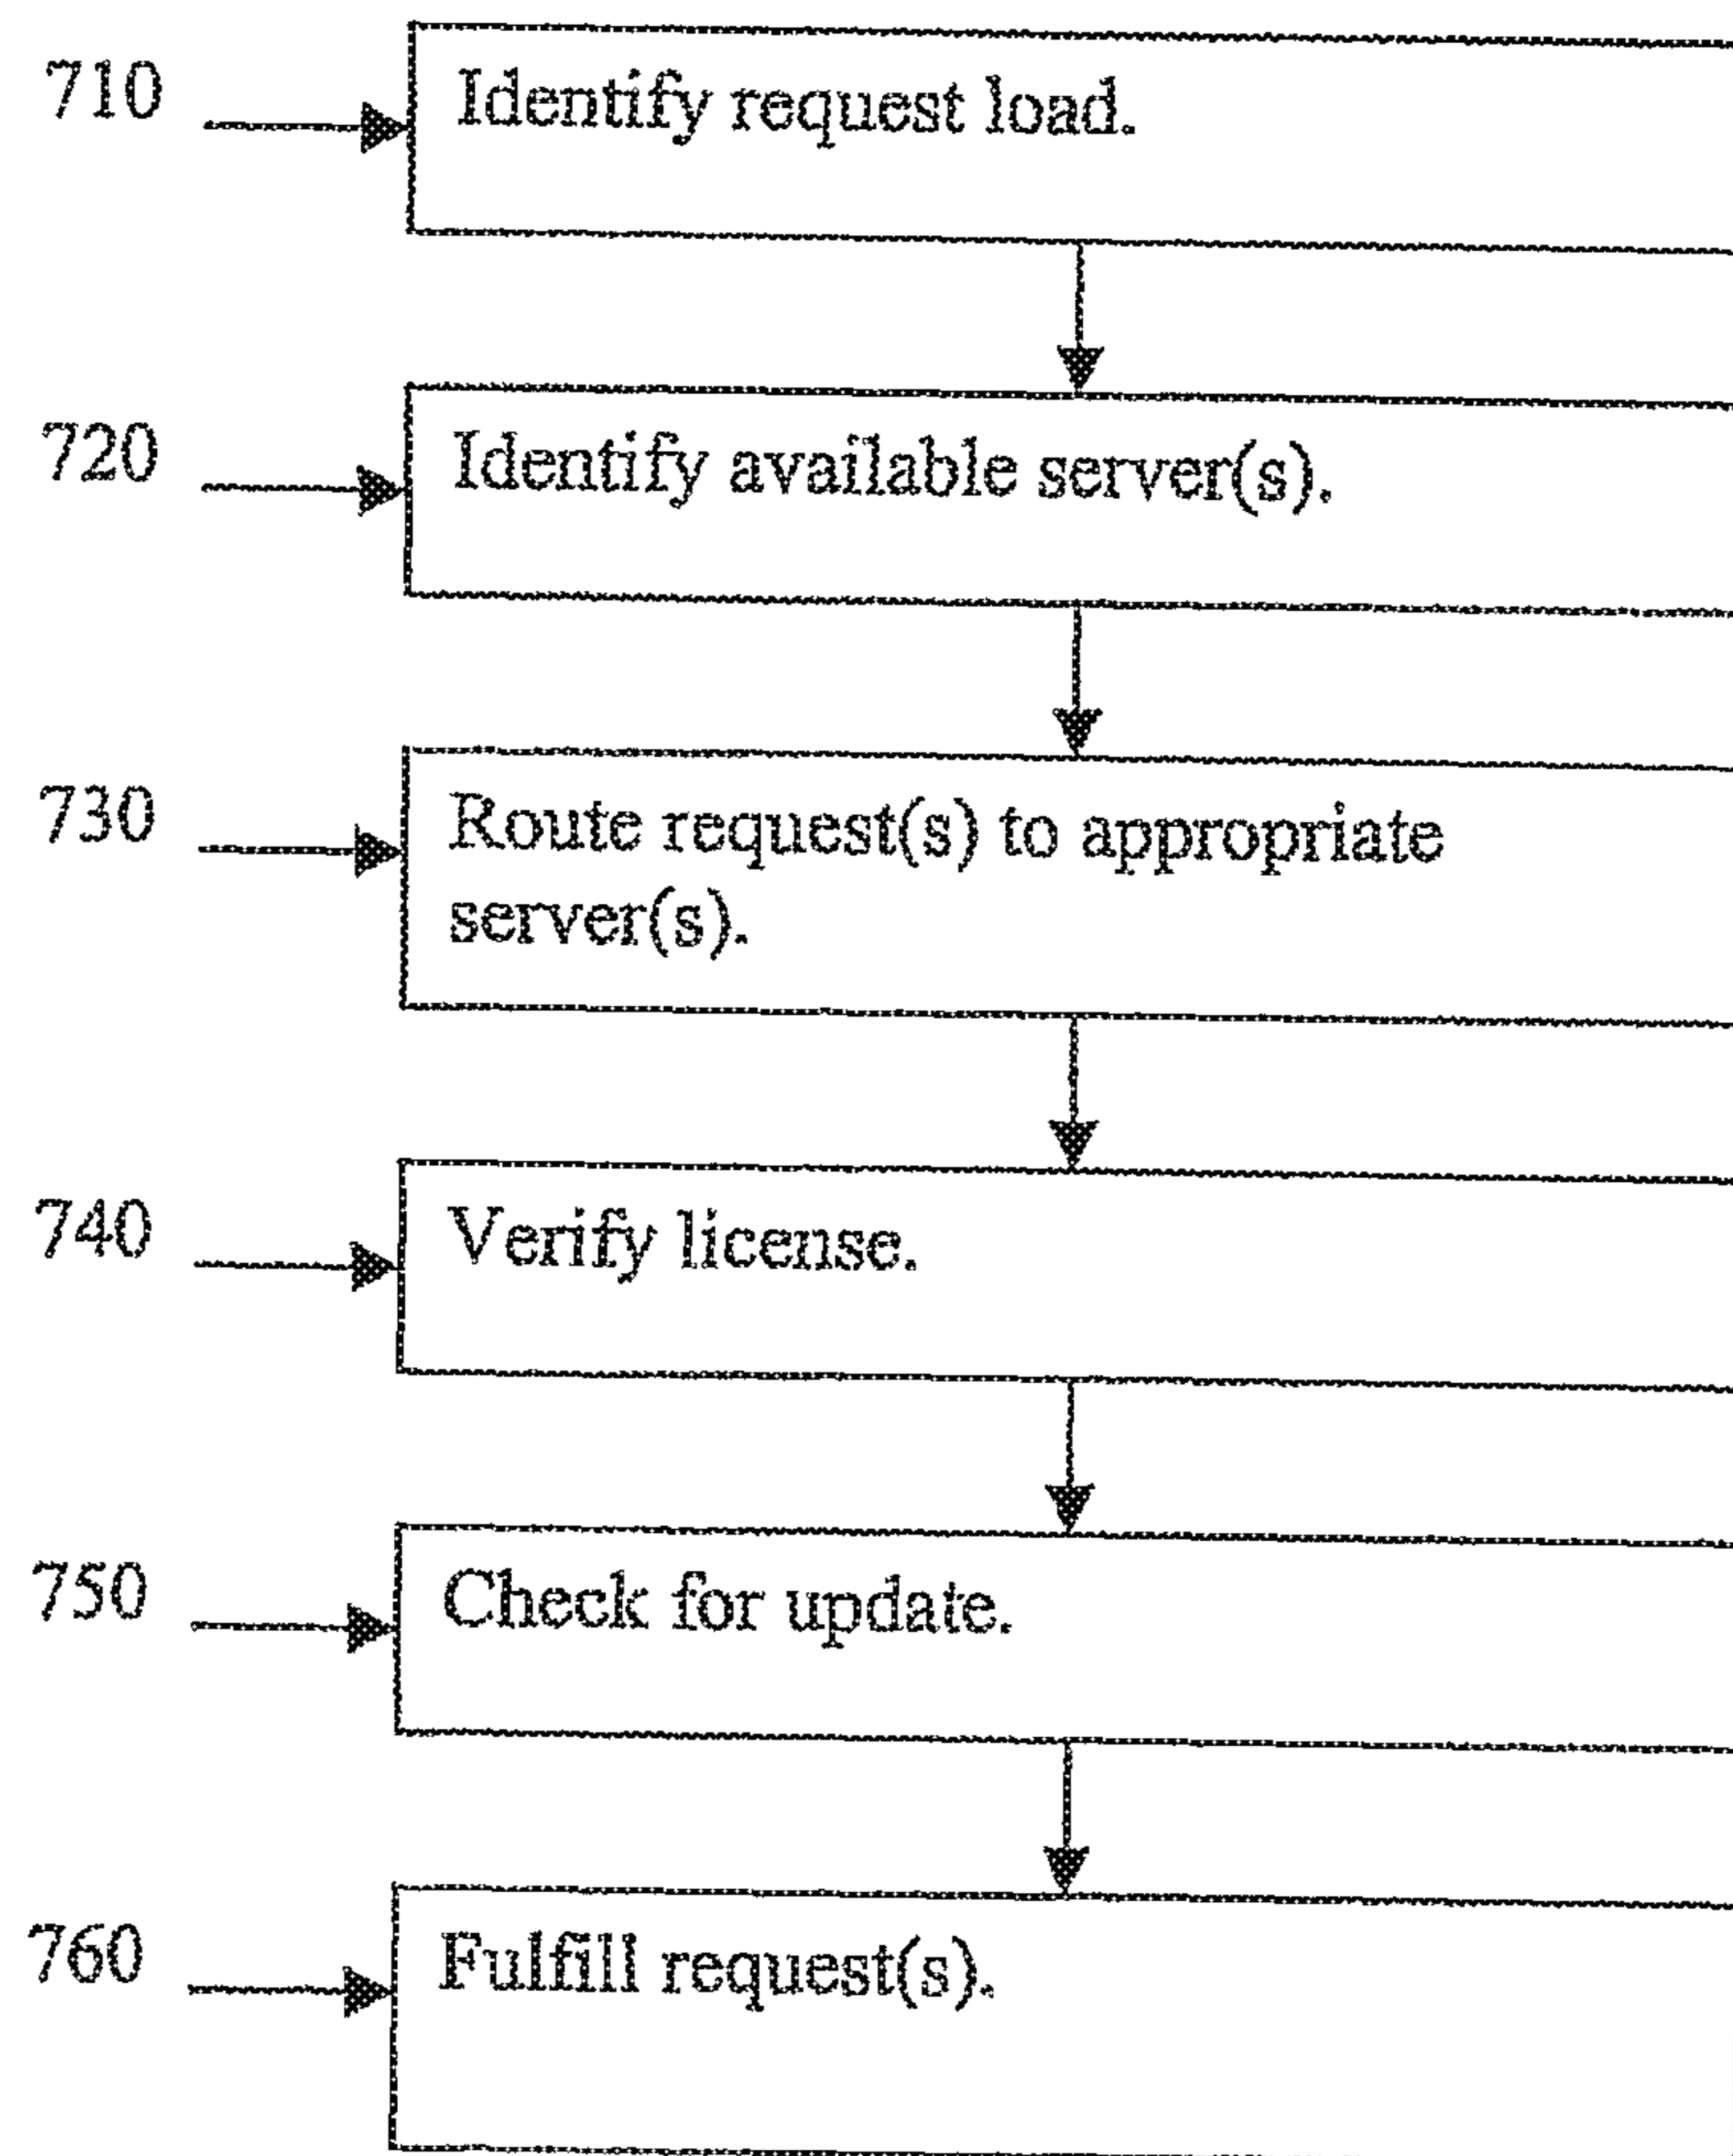 710
Identify request load.
720
Identify available server(s).
730
Route request(s) to appropriate
server(s).
740
Verify license.
750
Check for update.
760
Fulfill request(s).